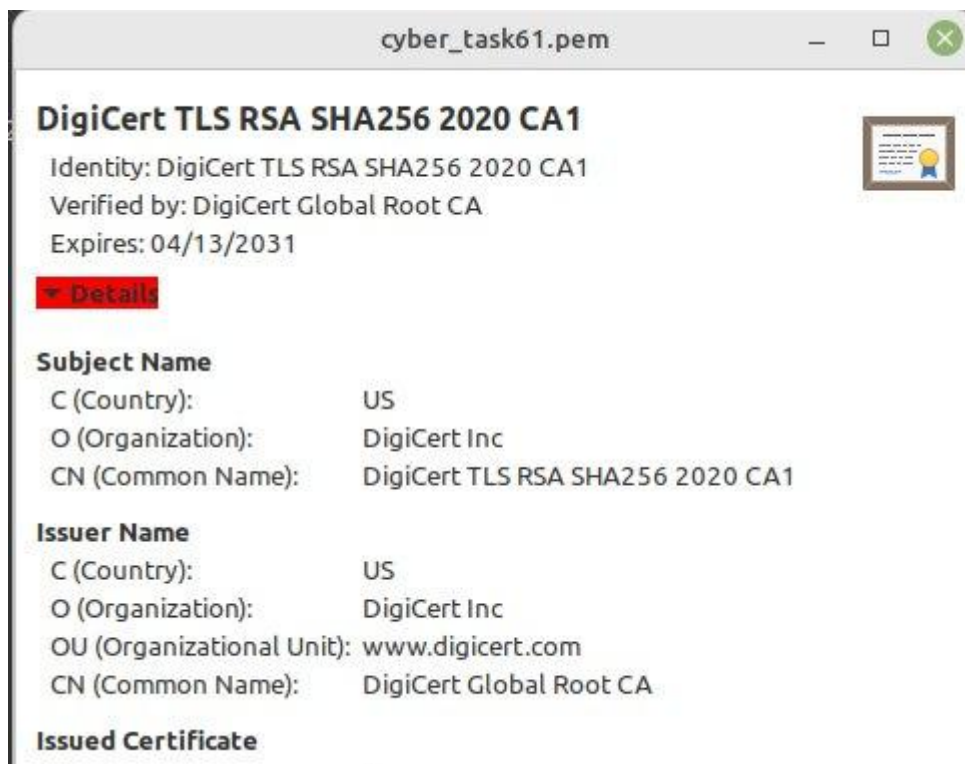 cyber_task61.pem
DigiCert TLS RSA SHA256 2020 CA1
Identity: DigiCert TLS RSA SHA256 2020 CA1
Verified by: DigiCert Global Root CA
Expires: 04/13/2031
Details
Subject Name
C (Country): US
O (Organization): DigiCert Inc
CN (Common Name): DigiCert TLS RSA SHA256 2020 CA1
Issuer Name
C (Country): US
O (Organization): DigiCert Inc
OU (Organizational Unit): www.digicert.com
CN (Common Name): DigiCert Global Root CA
Issued Certificate